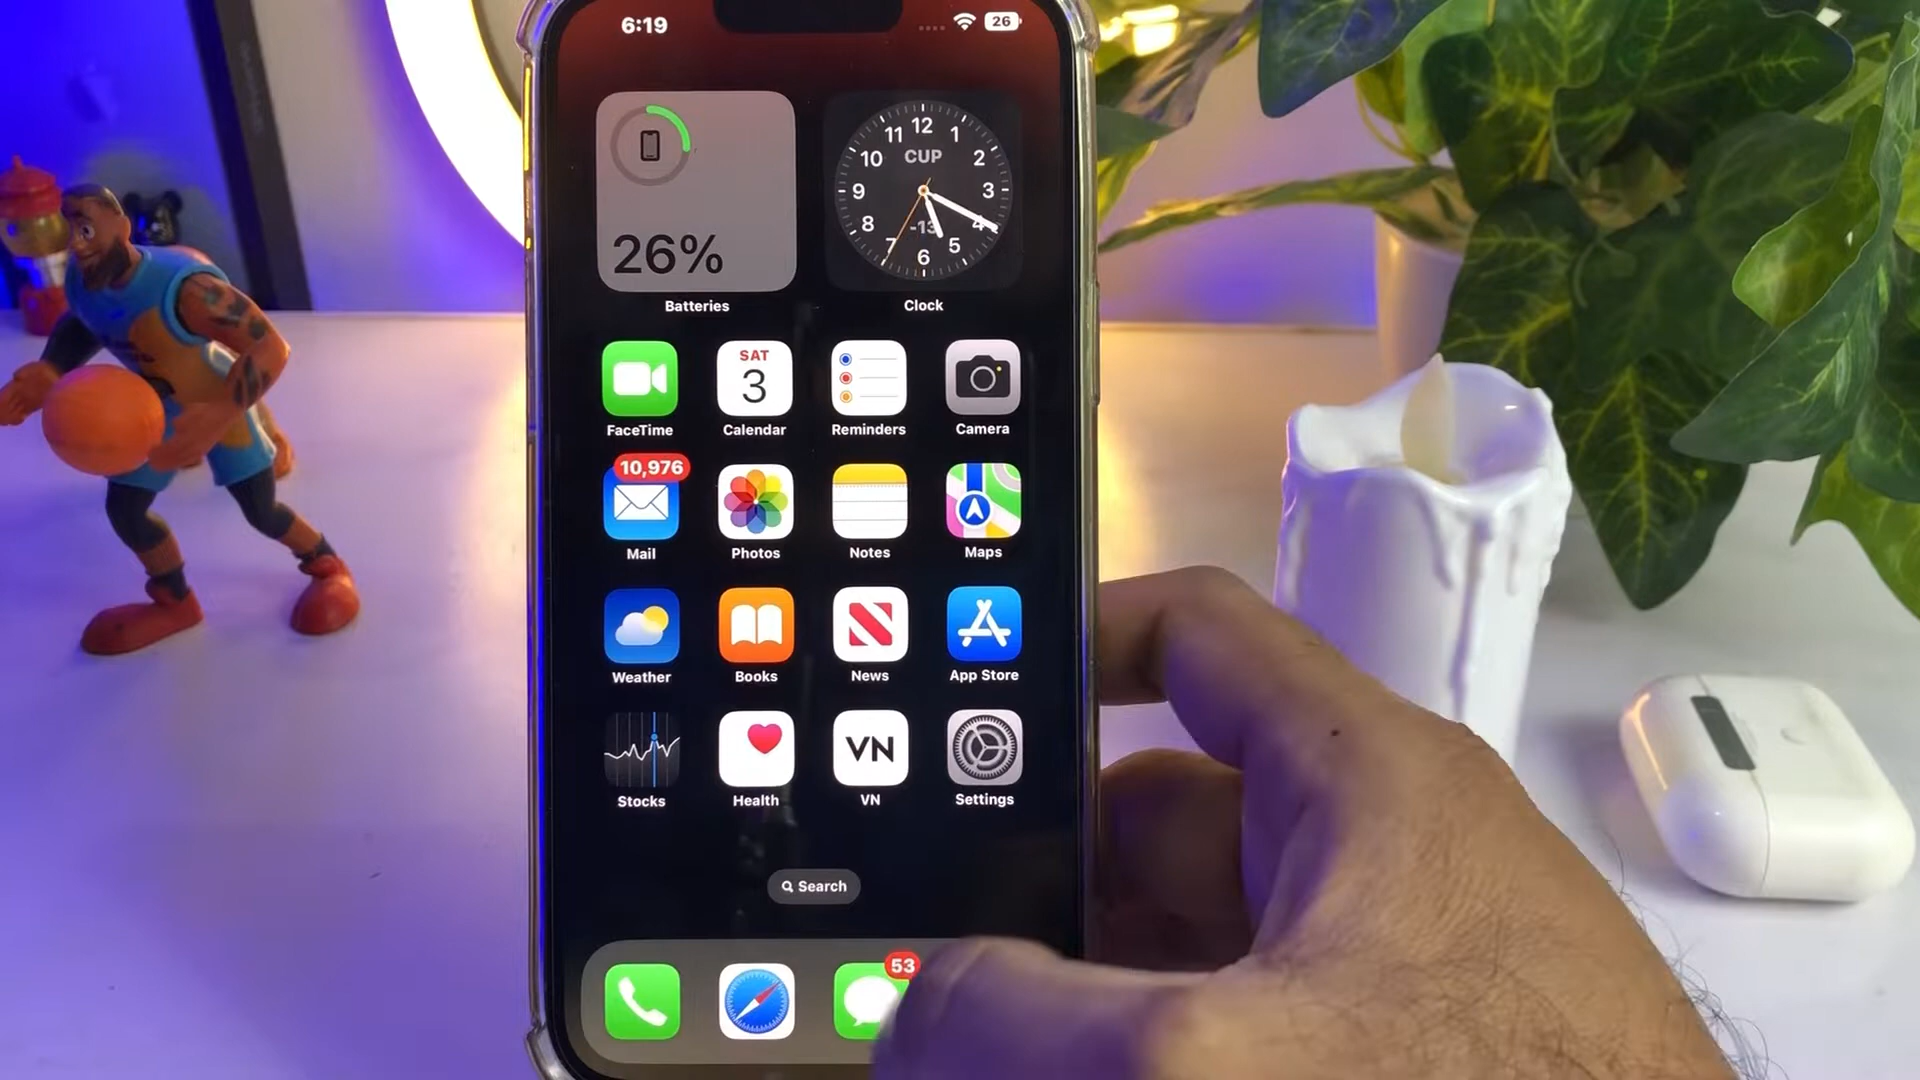 6:19
26
12
11
1
10
CUP
2
9
3
8
-13
4
7
5
6
26%
Batteries
Clock
SAT
3
FaceTime
Calendar
Reminders
Camera
10,976
Mail
Photos
Notes
Maps
Weather
Books
News
App Store
VN
Stocks
Health
VN
Settings
Search
53